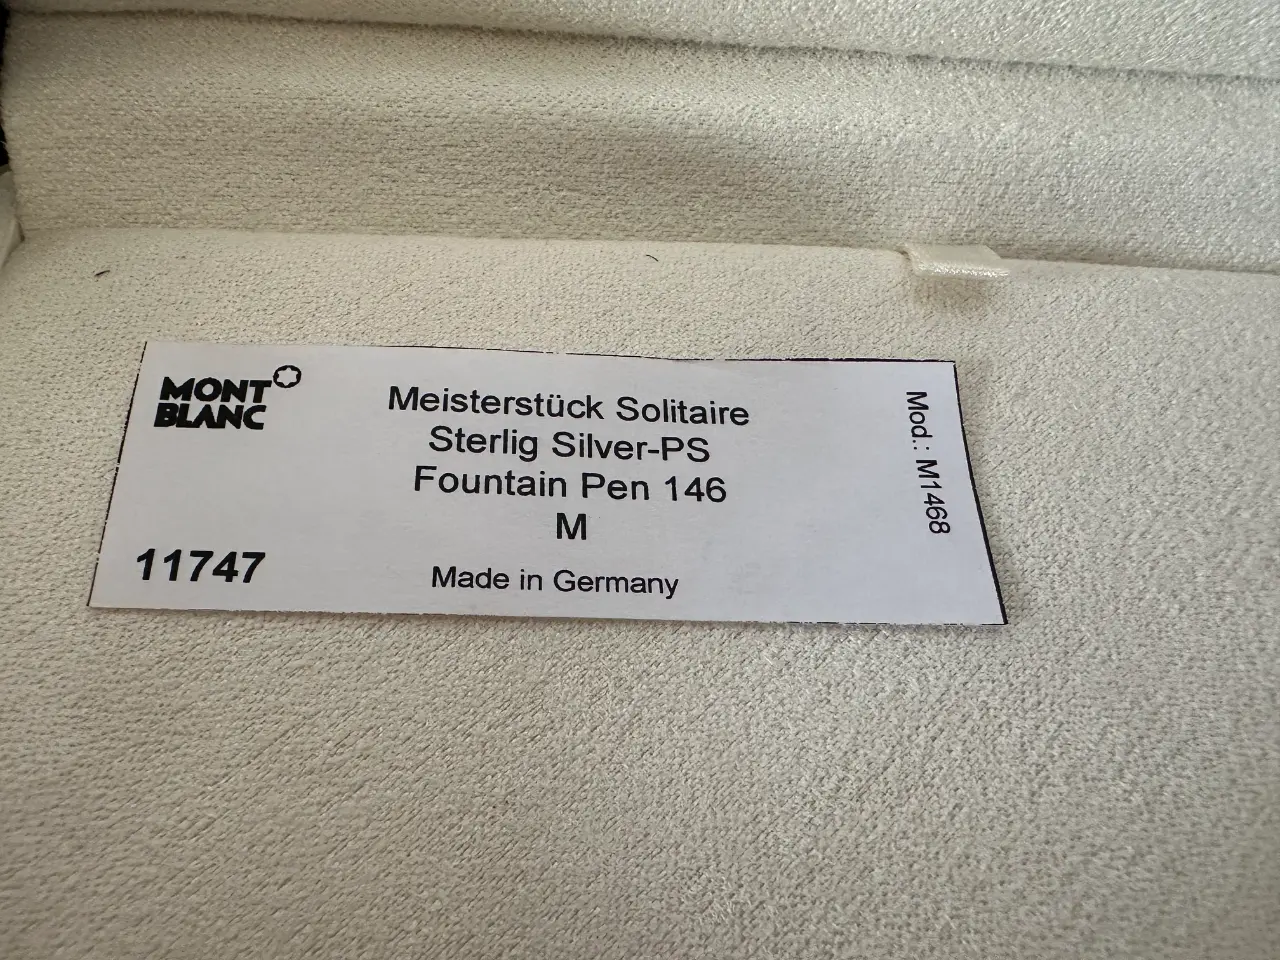 MONT
BLANC
Meisterstück Solitaire
Sterlig Silver-PS
Fountain Pen 146
M
11747
Made in Germany
Mod.: M1468